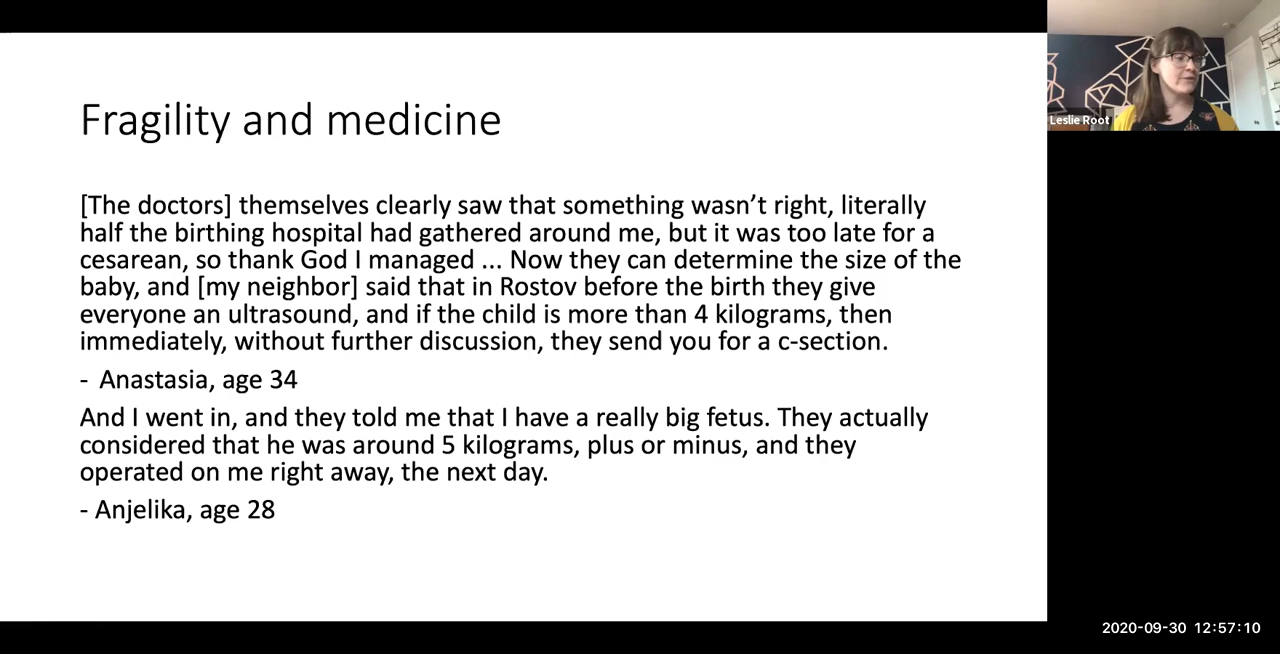 Fragility and medicine
[The doctors] themselves clearly saw that something wasn’t right, literally
half the birthing hospital had gathered around me, but it was too late for a
cesarean, so thank God I managed ... Now they can determine the size of the
baby, and [my neighbor] said that in Rostov before the birth they give
everyone an ultrasound, and if the child is more than 4 kilograms, then
immediately, without further discussion, they send you for a c-section.
- Anastasia, age 34
And I went in, and they told me that I have a really big fetus. They actually
considered that he was around 5 kilograms, plus or minus, and they
operated on me right away, the next day.
- Anjelika, age 28
Leslie Root
2020-09-30 12:57:10